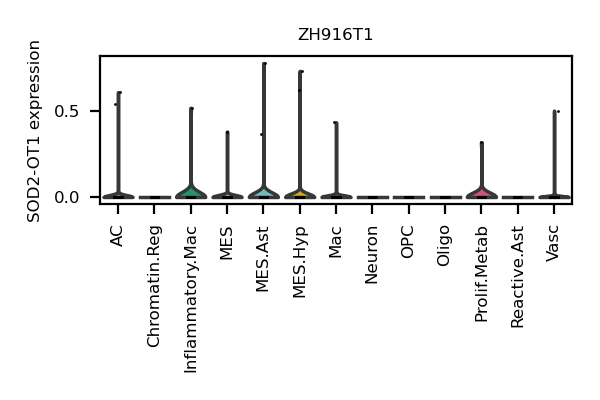 ZH916T1
SOD2-OT1 expression
0.5
0.0
AC
Chromatin.Reg
Inflammatory.Mac
MES
MES.Ast
MES.Hyp
Mac
Neuron
OPC
Oligo
Prolif.Metab
Reactive.Ast
Vasc